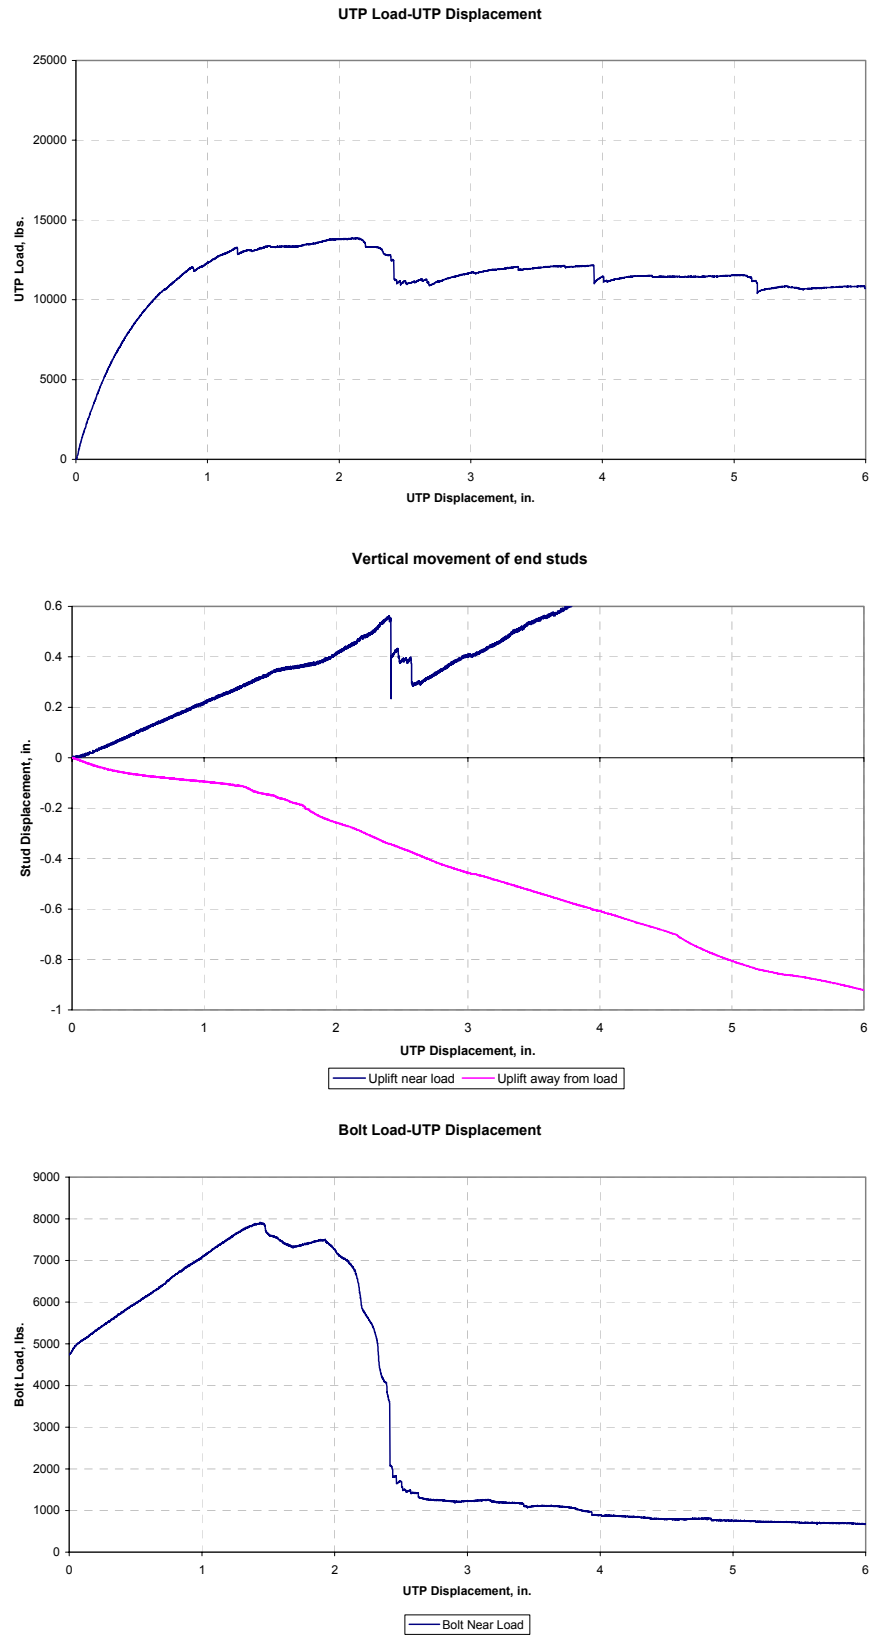 UTP Load-UTP Displacement
25000
20000
15000
10000
5000
0
UTP Load, lbs.
0 1 2 3 4 5 6
UTP Displacement, in.
Vertical movement of end studs
0.6
0.4
0.2
0
-0.2
-0.4
-0.6
-0.8
-1
Stud Displacement, in.
0 1 2 3 4 5 6
UTP Displacement, in.
Uplift near load Uplift away from load
Bolt Load-UTP Displacement
9000
8000
7000
6000
5000
4000
3000
2000
1000
0
Bolt Load, lbs.
0 1 2 3 4 5 6
UTP Displacement, in.
Bolt Near Load